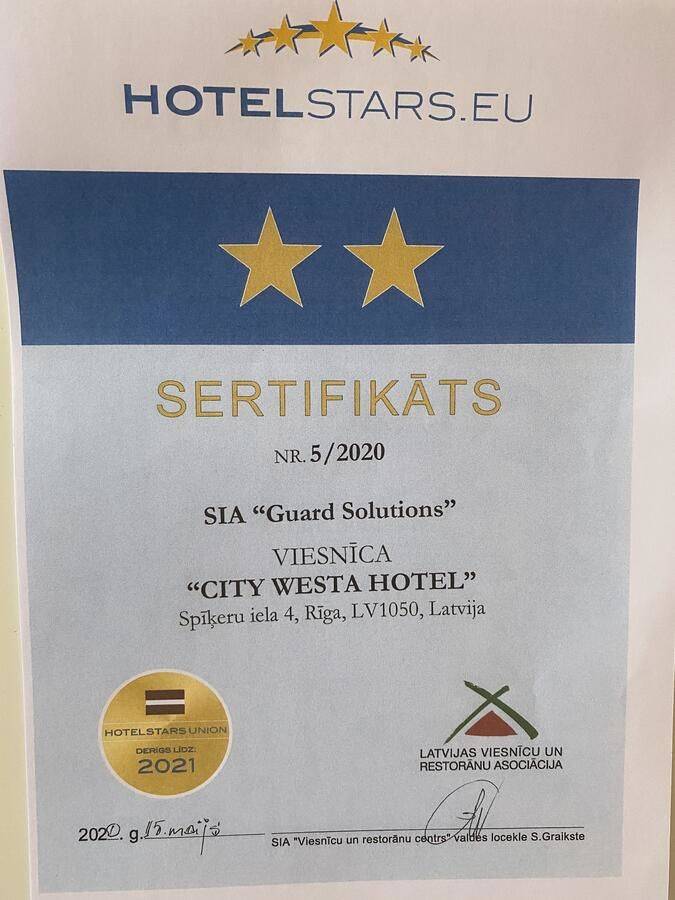 HOTELSTARS.EU
SERTIFIKĀTS
NR. 5/2020
SIA “Guard Solutions”
VIESNĪCA
“CITY WESTA HOTEL”
Spīķeru iela 4, Rīga, LV1050, Latvija
HOTELSTARS UNION
DERĪGS LĪDZ:
2021
LATVIJAS VIESNĪCU UN
RESTORĀNU ASOCIĀCIJA
2020. g. 15. maijā
SIA "Viesnīcu un restorānu centrs" valdes locekle S.Graikste